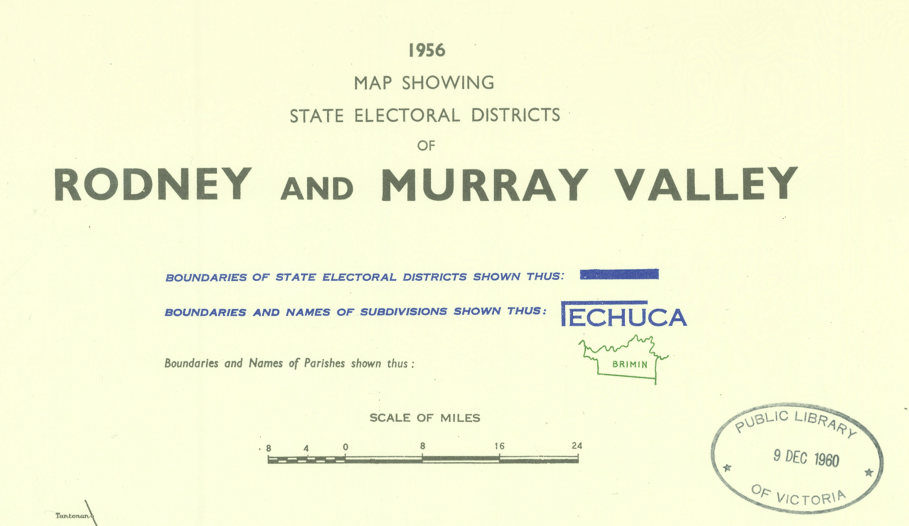 1956
MAP SHOWING
STATE ELECTORAL DISTRICTS
OF
RODNEY AND MURRAY VALLEY
BOUNDARIES OF STATE ELECTORAL DISTRICTS SHOWN THUS:
BOUNDARIES AND NAMES OF SUBDIVISIONS SHOWN THUS: ECHUCA
Boundaries and Names of Parishes shown thus: BRIMIN
SCALE OF MILES
8 4 0 8 16 24
PUBLIC LIBRARY
9 DEC 1960
OF VICTORIA